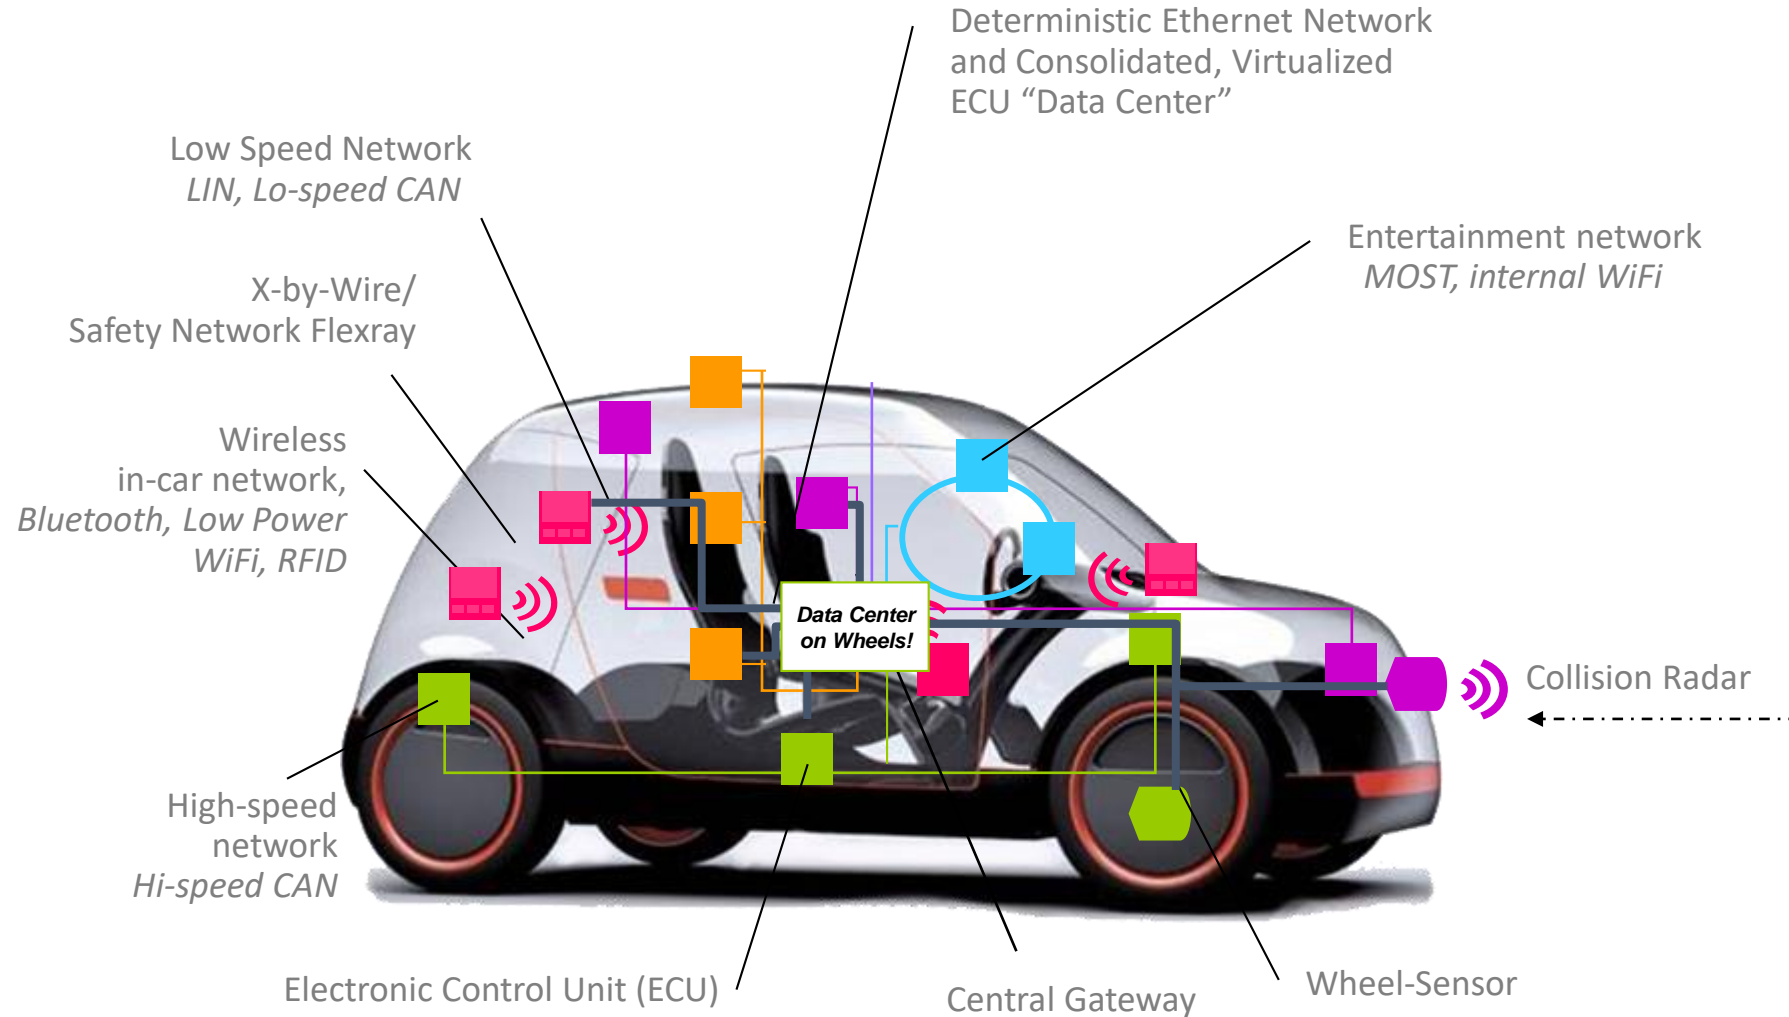 Deterministic Ethernet Network
and Consolidated, Virtualized
ECU “Data Center”
Low Speed Network
LIN, Lo-speed CAN
Entertainment network
MOST, internal WiFi
X-by-Wire/
Safety Network Flexray
Wireless
in-car network,
Bluetooth, Low Power
WiFi, RFID
Data Center
on Wheels!
Collision Radar
High-speed
network
Hi-speed CAN
Electronic Control Unit (ECU)
Central Gateway
Wheel-Sensor